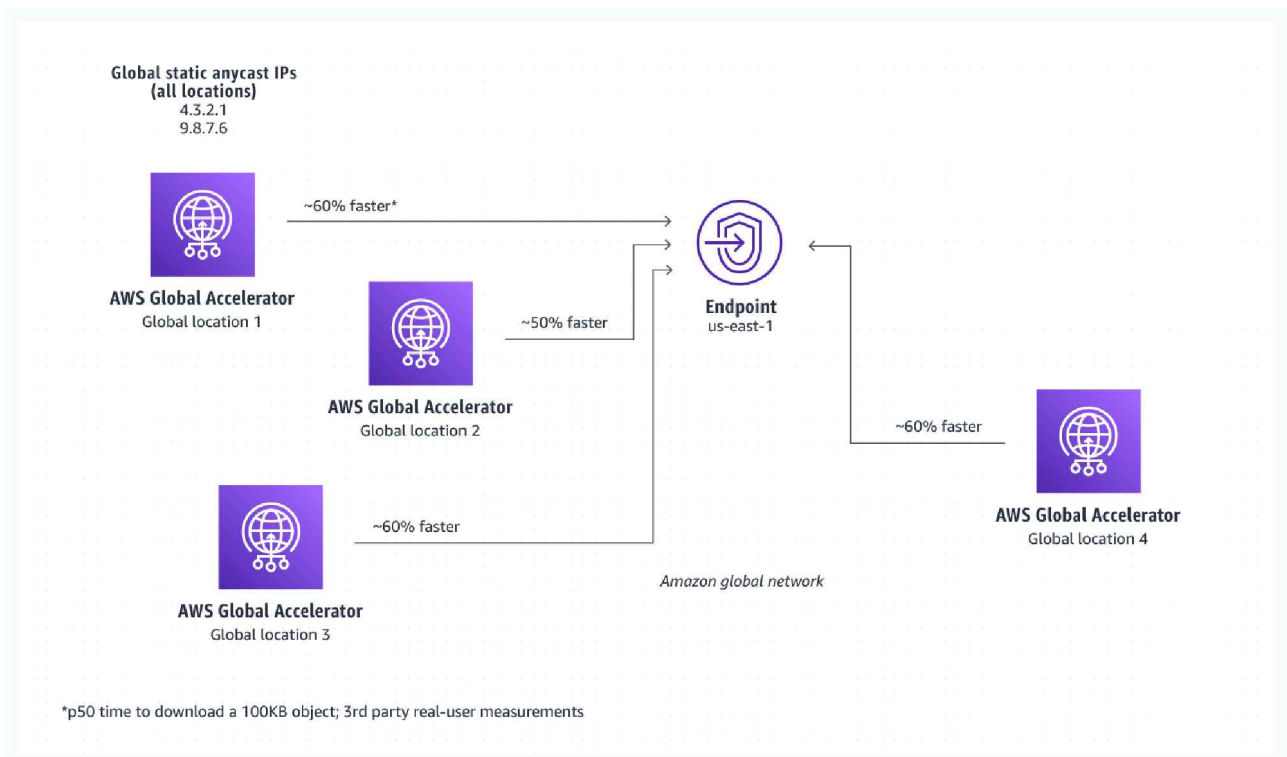 Global static anycast IPs
(all locations)
4.3.2.1
9.8.7.6
~60% faster*
AWS Global Accelerator
Global location 1
~50% faster
AWS Global Accelerator
Global location 2
Endpoint
us-east-1
~60% faster
AWS Global Accelerator
Global location 4
~60% faster
AWS Global Accelerator
Global location 3
Amazon global network
*p50 time to download a 100KB object; 3rd party real-user measurements